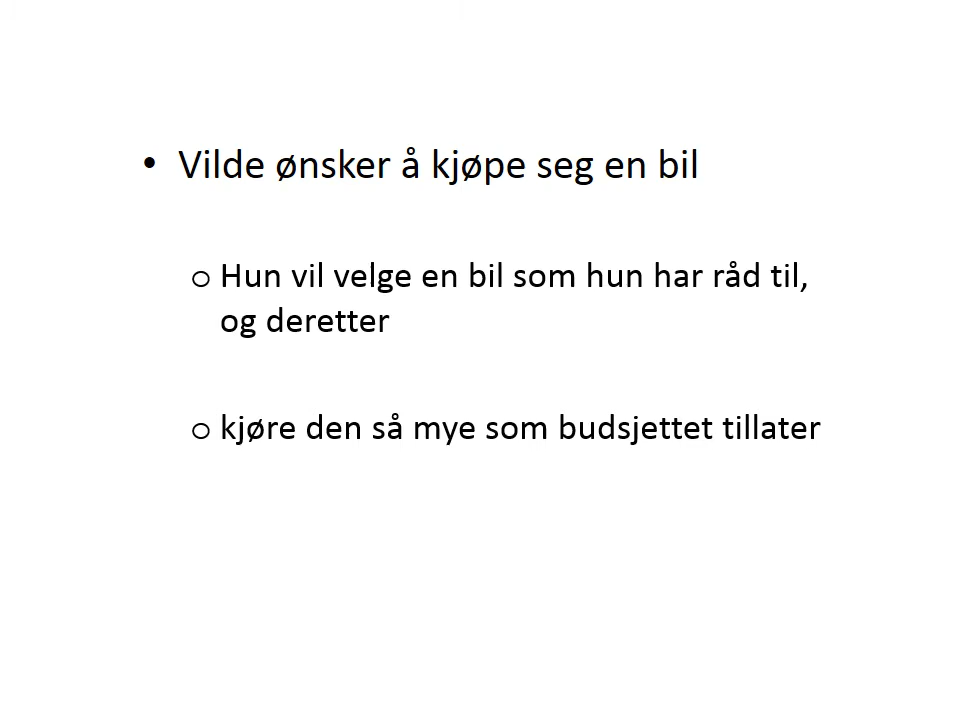 • Vilde ønsker å kjøpe seg en bil
o Hun vil velge en bil som hun har råd til,
og deretter
o kjøre den så mye som budsjettet tillater